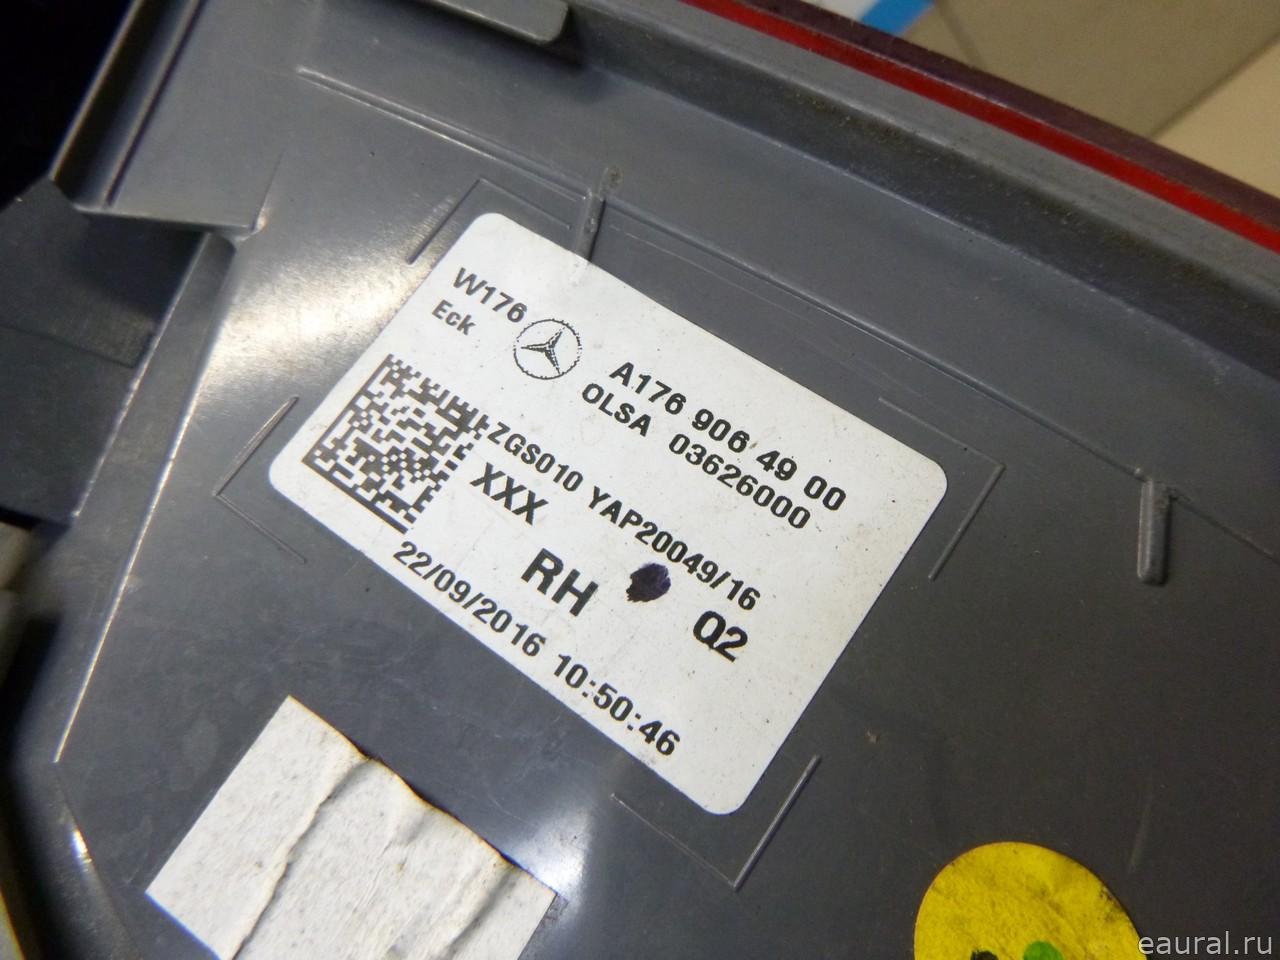 W176
Eck
A176 906 49 00
OLSA 03626000
ZGS010 YAP20049/16
XXX
RH
Q2
22/09/2016 10:50:46
eaural.ru